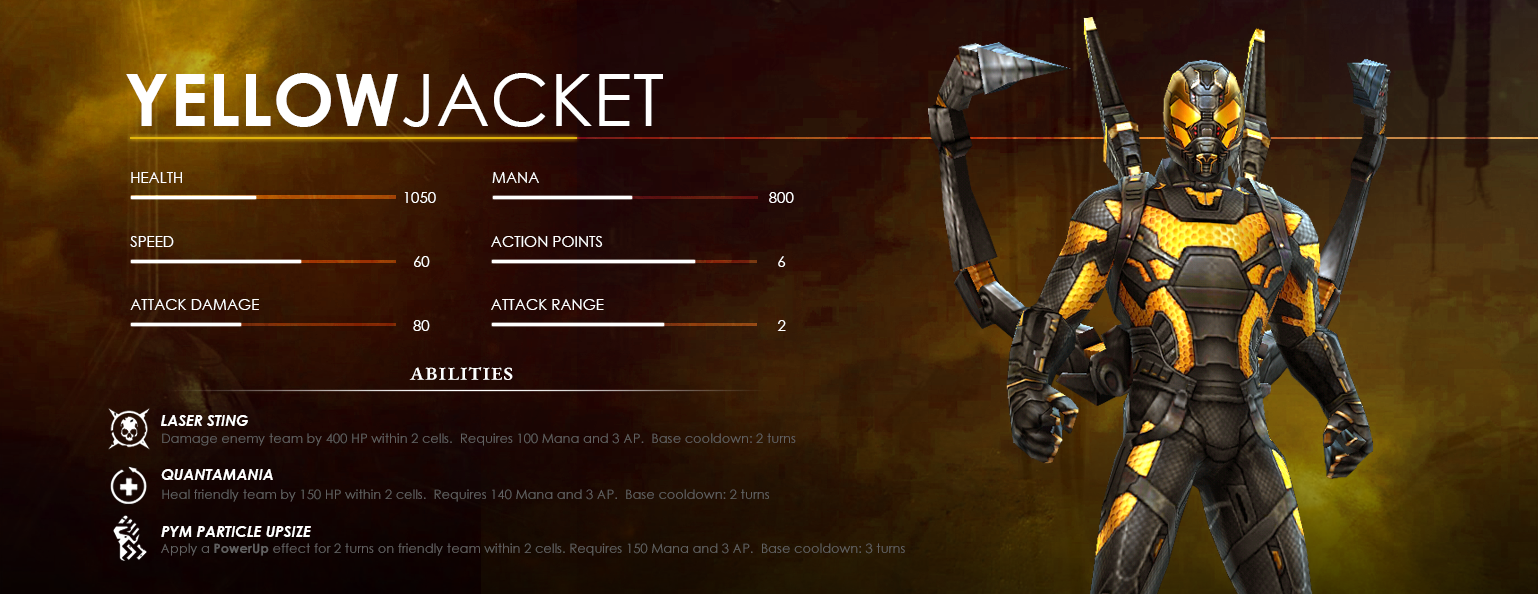 YELLOWJACKET
HEALTH
1050
MANA
800
SPEED
60
ACTION POINTS
6
ATTACK DAMAGE
80
ATTACK RANGE
2
ABILITIES
LASER STING
Damage enemy team by 400 HP within 2 cells. Requires 100 Mana and 3 AP. Base cooldown: 2 turns
QUANTAMANIA
Heal friendly team by 150 HP within 2 cells. Requires 140 Mana and 3 AP. Base cooldown: 2 turns
PYM PARTICLE UPSIZE
Apply a PowerUp effect for 2 turns on friendly team within 2 cells. Requires 150 Mana and 3 AP. Base cooldown: 3 turns